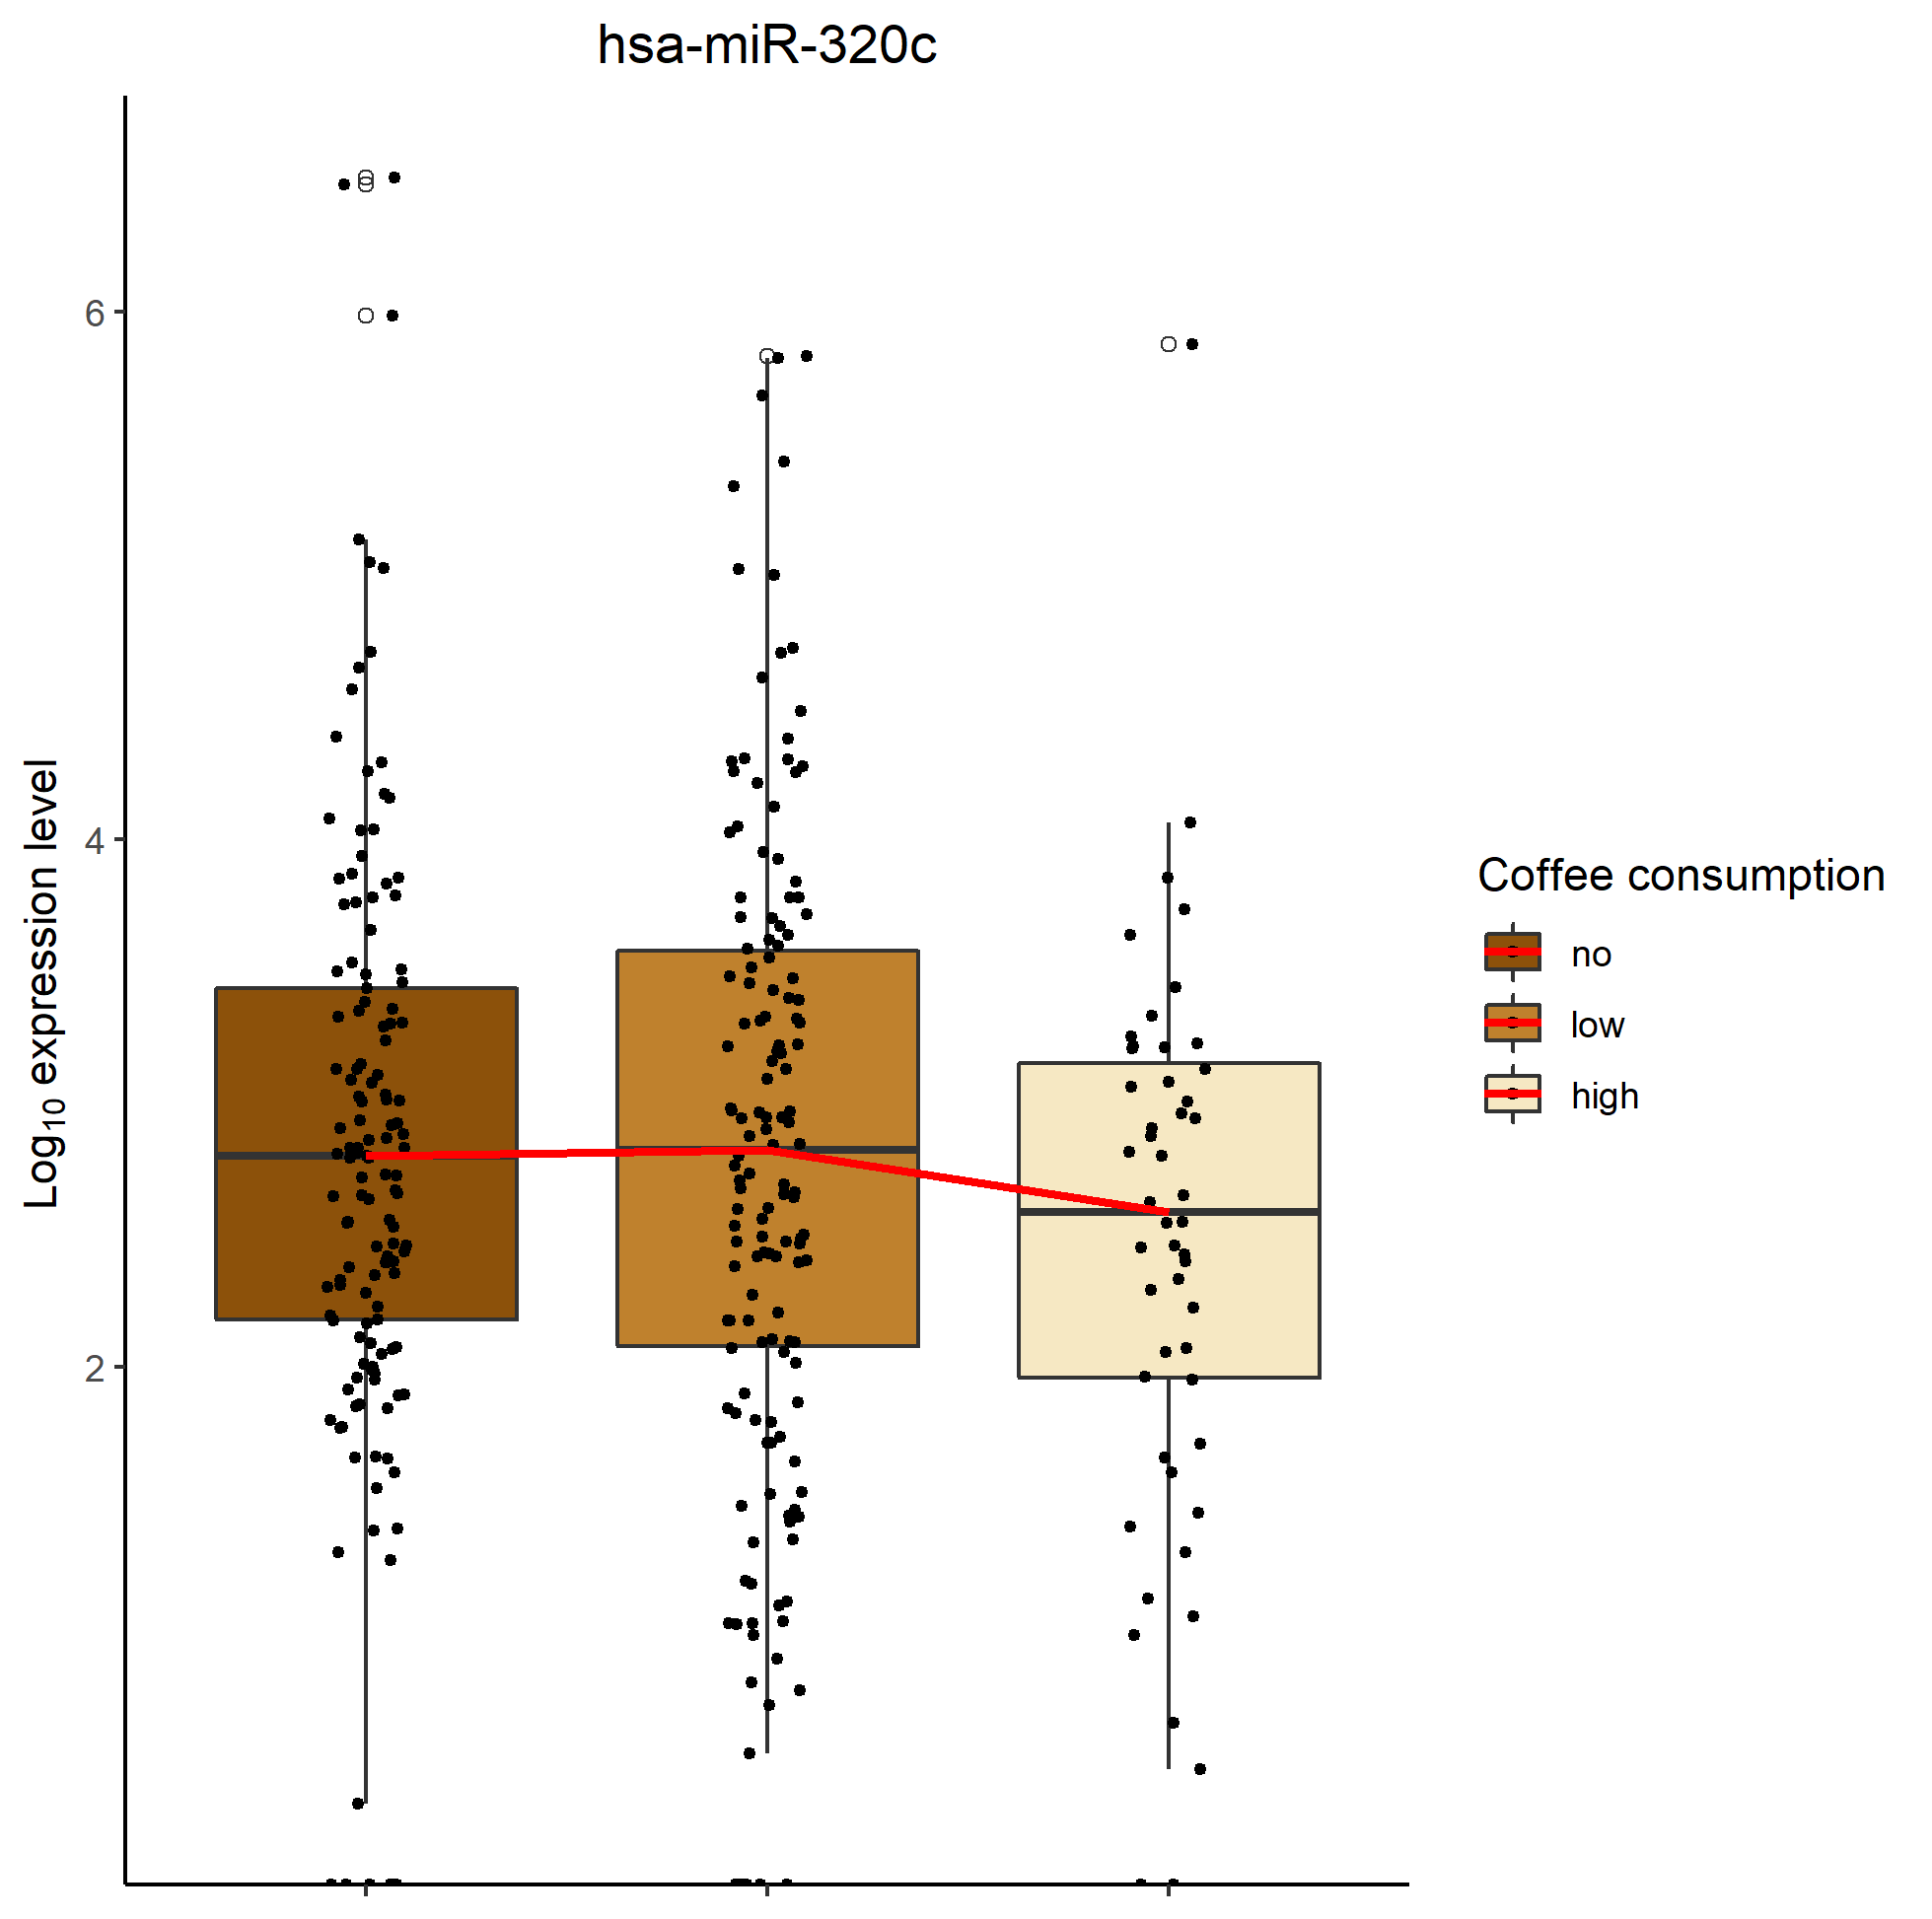 hsa-miR-320c
6
4
2
Log₁₀ expression level
Coffee consumption
no
low
high